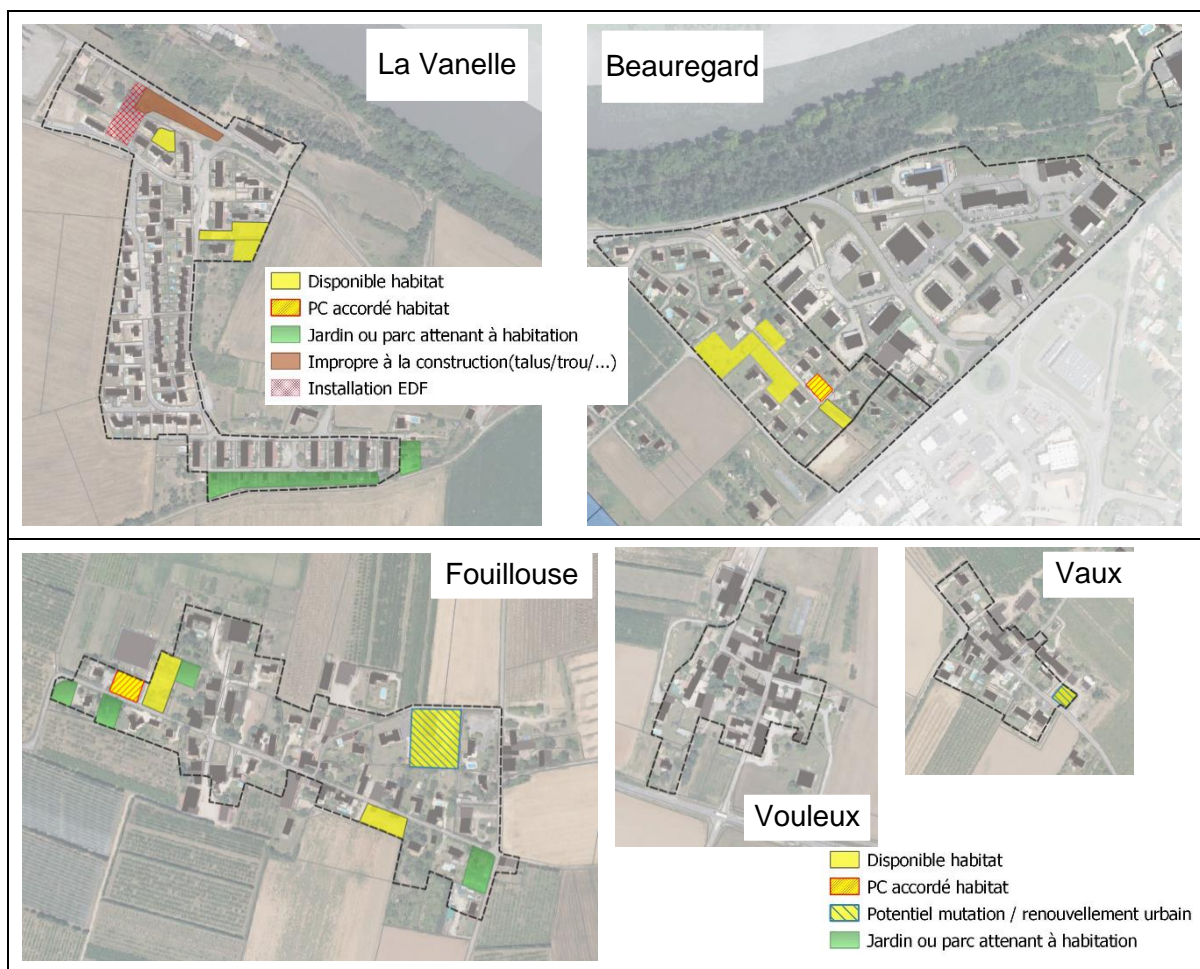 La Vanelle
Beauregard
Disponible habitat
PC accordé habitat
Jardin ou parc attenant à habitation
Impropre à la construction(talus/trou/...)
Installation EDF
Fouillouse
Vouleux
Vaux
Disponible habitat
PC accordé habitat
Potentiel mutation / renouvellement urbain
Jardin ou parc attenant à habitation